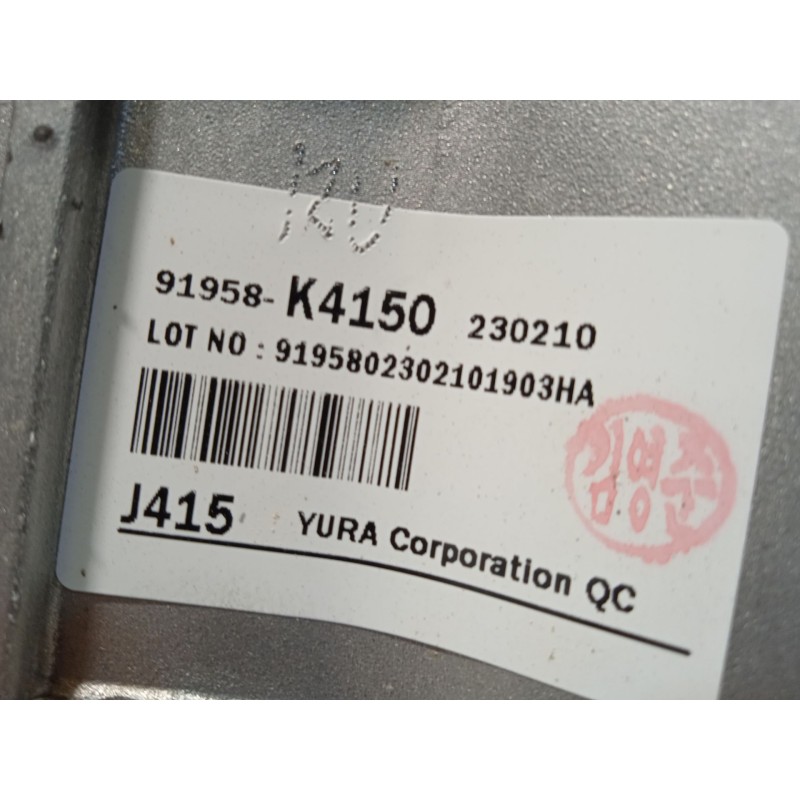 91958- K4150 230210
LOT NO : 9195802302101903HA
김영준
J415 YURA Corporation QC